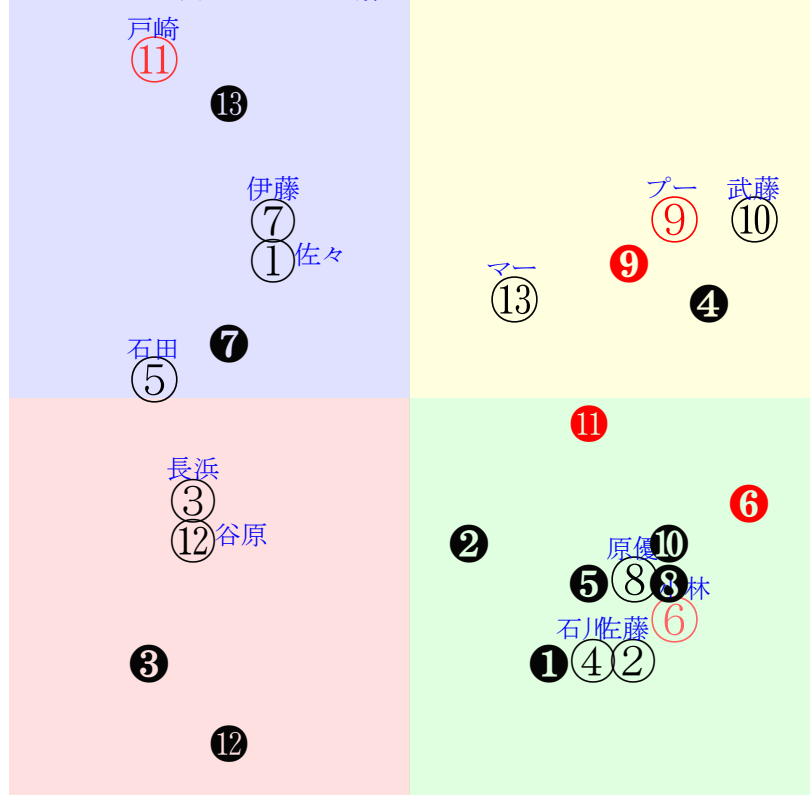 戸崎
⑪
⓭
伊藤
⑦
① 佐々
プー
⑨
武藤
⑩
❾
マー
⑬
❹
❼
石田
⑤
⓫
長浜
③
⑫ 谷原
❻
❷
原優
❿
❺
⑧
❽
小林
⑥
石川
佐藤
❶
④
②
❸
⓬